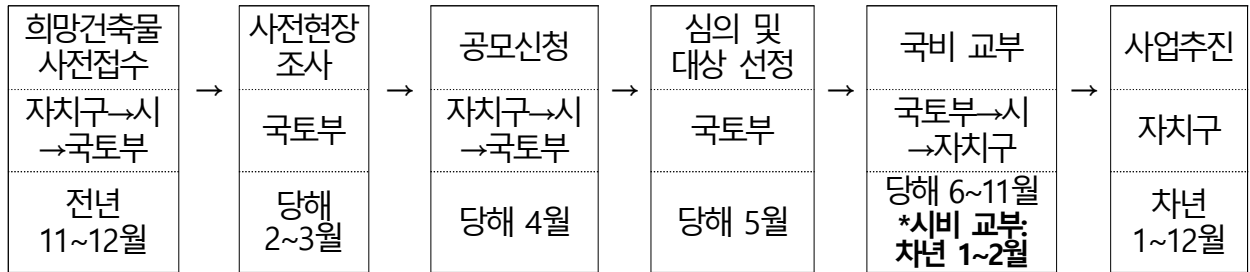 희망건축물
사전접수
자치구→시
→국토부
전년
11~12월
→
사전현장
조사
국토부
당해
2~3월
→
공모신청
자치구→시
→국토부
당해 4월
→
심의 및
대상 선정
국토부
당해 5월
→
국비 교부
국토부→시
→자치구
당해 6~11월
*시비 교부:
차년 1~2월
→
사업추진
자치구
차년
1~12월